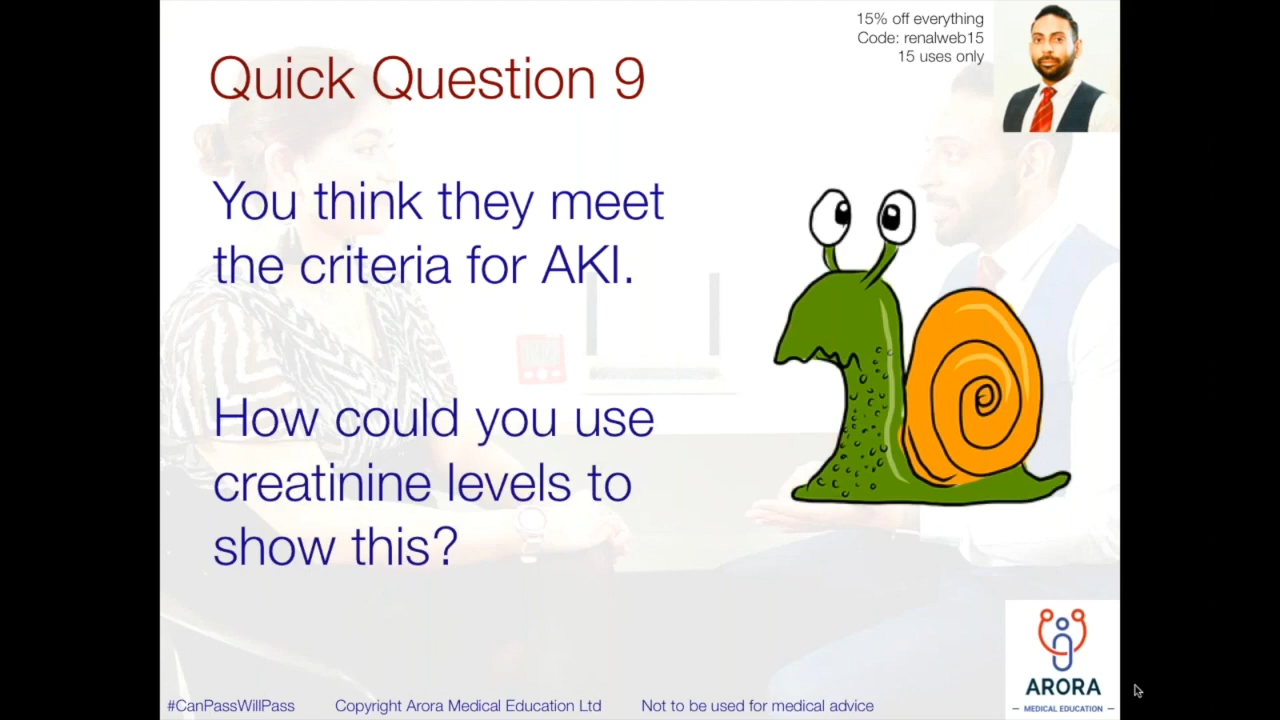 15% off everything
Code: renalweb15
15 uses only
Quick Question 9
You think they meet
the criteria for AKI.
How could you use
creatinine levels to
show this?
ARORA
MEDICAL EDUCATION
#CanPassWillPass Copyright Arora Medical Education Ltd Not to be used for medical advice